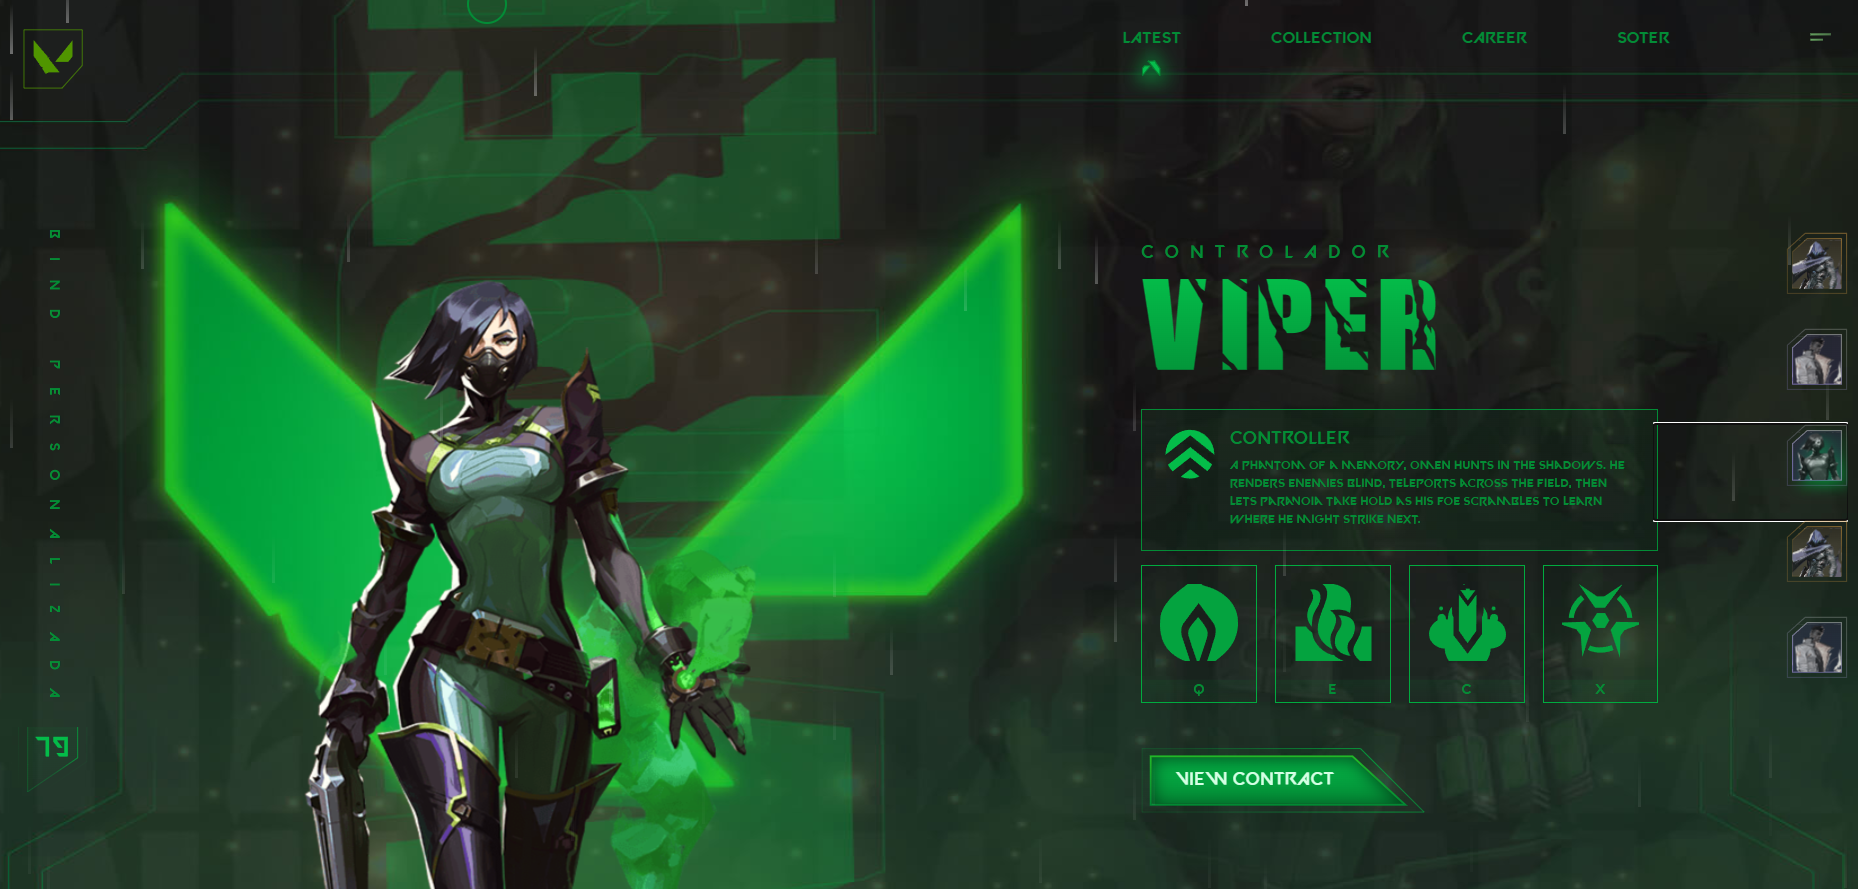 LATEST
COLLECTION
CAREER
SOTER
BIND PERSONALIZADA
CONTROLADOR
VIPER
CONTROLLER
A PHANTOM OF A MEMORY, OMEN HUNTS IN THE SHADOWS. HE
RENDERS ENEMIES BLIND, TELEPORTS ACROSS THE FIELD, THEN
LETS PARANOIA TAKE HOLD AS HIS FOE SCRAMBLES TO LEARN
WHERE HE MIGHT STRIKE NEXT.
Q
E
C
X
VIEW CONTRACT